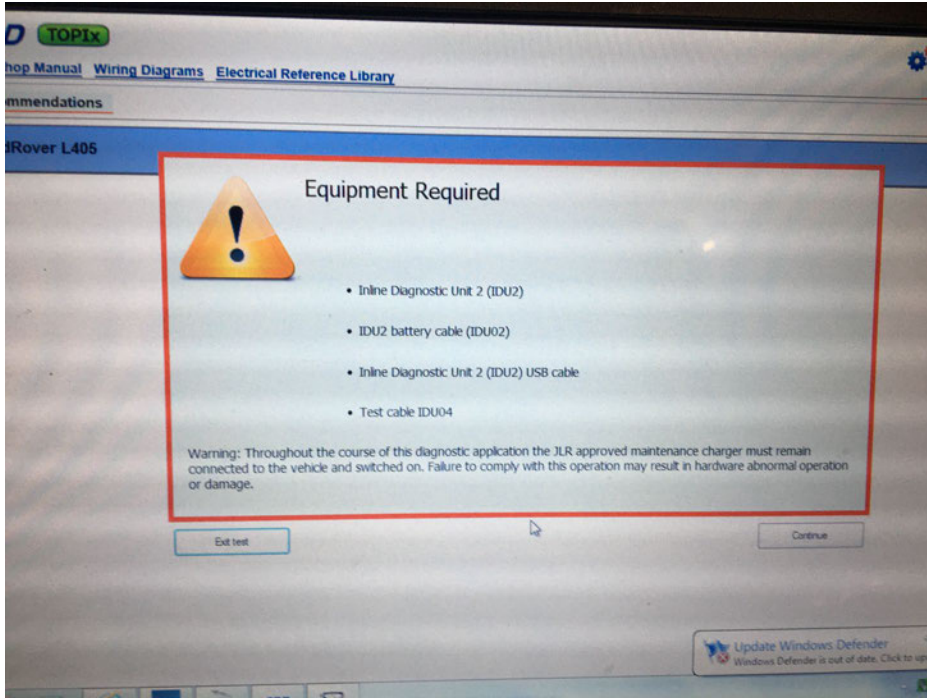 TOPIx
hop Manual Wiring Diagrams Electrical Reference Library
mmendations
dRover L405
Equipment Required
• Inline Diagnostic Unit 2 (IDU2)
• IDU2 battery cable (IDU02)
• Inline Diagnostic Unit 2 (IDU2) USB cable
• Test cable IDU04
Warning: Throughout the course of this diagnostic application the JLR approved maintenance charger must remain
connected to the vehicle and switched on. Failure to comply with this operation may result in hardware abnormal operation
or damage.
Exit test
Continue
Update Windows Defender
Windows Defender is out of date. Click to up